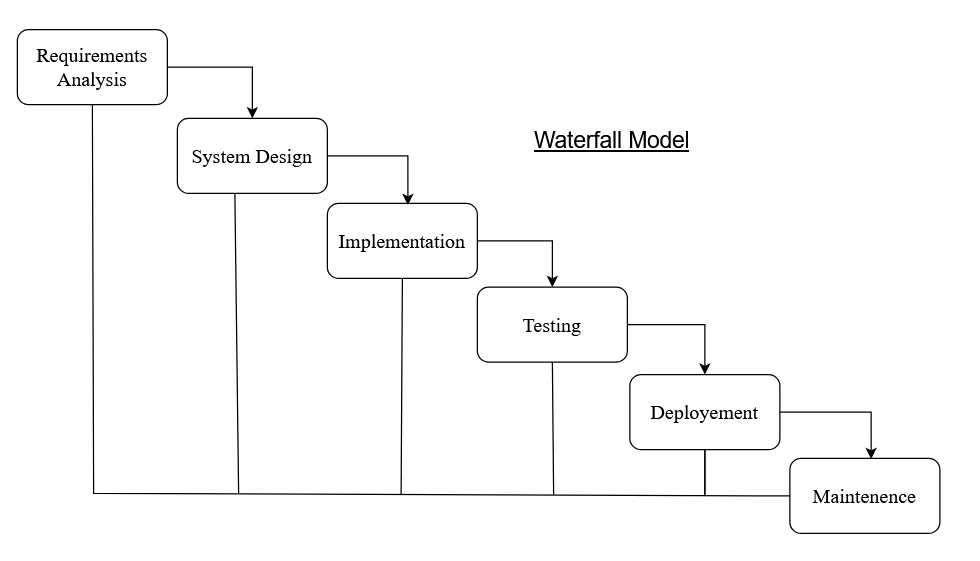 Requirements
Analysis
Waterfall Model
System Design
Implementation
Testing
Deployement
Maintenence